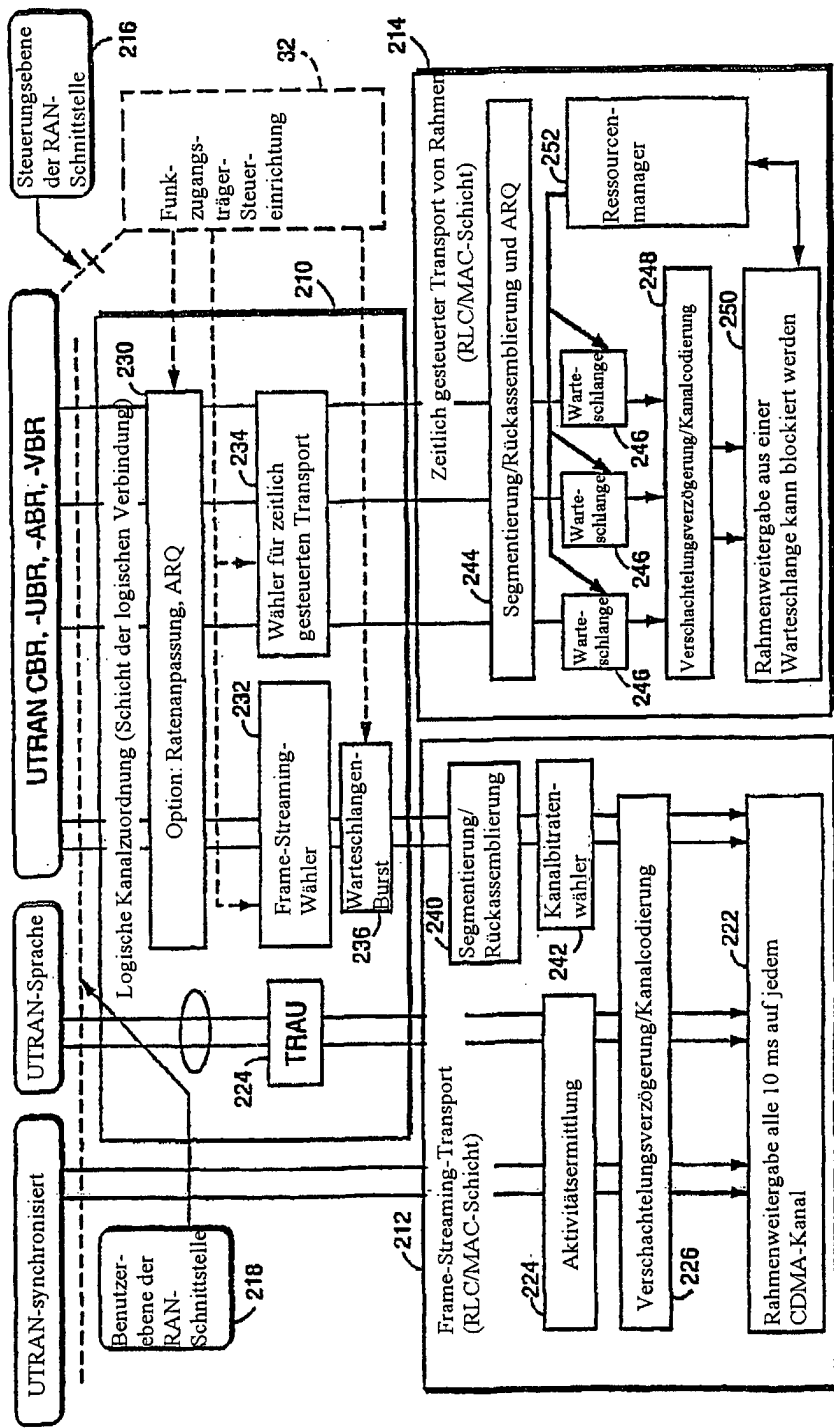 UTRAN-synchronisiert
UTRAN-Sprache
UTRAN CBR, -UBR, -ABR, -VBR
Steuerungsebene
der RAN-
Schnittstelle
216
Benutzer-
ebene der
RAN-
Schnittstelle
218
Funk-
zugangs-
träger-
Steuer-
einrichtung
32
Logische Kanalzuordnung (Schicht der logischen Verbindung)
210
230
Option: Ratenanpassung, ARQ
TRAU
224
232
Frame-Streaming-
Wähler
234
Wähler für zeitlich
gesteuerten Transport
Warteschlangen-
Burst
236
212
Frame-Streaming-Transport
(RLC/MAC-Schicht)
224
Aktivitätsermittlung
240
Segmentierung/
Rückassemblierung
Kanalbitraten-
wähler
242
Verschachtelungsverzögerung/Kanalcodierung
226
222
Rahmenweitergabe alle 10 ms auf jedem
CDMA-Kanal
214
Zeitlich gesteuerter Transport von Rahmen
(RLC/MAC-Schicht)
244
Segmentierung/Rückassemblierung und ARQ
252
Ressourcen-
manager
Warte-
schlange
246
Warte-
schlange
246
Warte-
schlange
246
248
Verschachtelungsverzögerung/Kanalcodierung
250
Rahmenweitergabe aus einer
Warteschlange kann blockiert werden